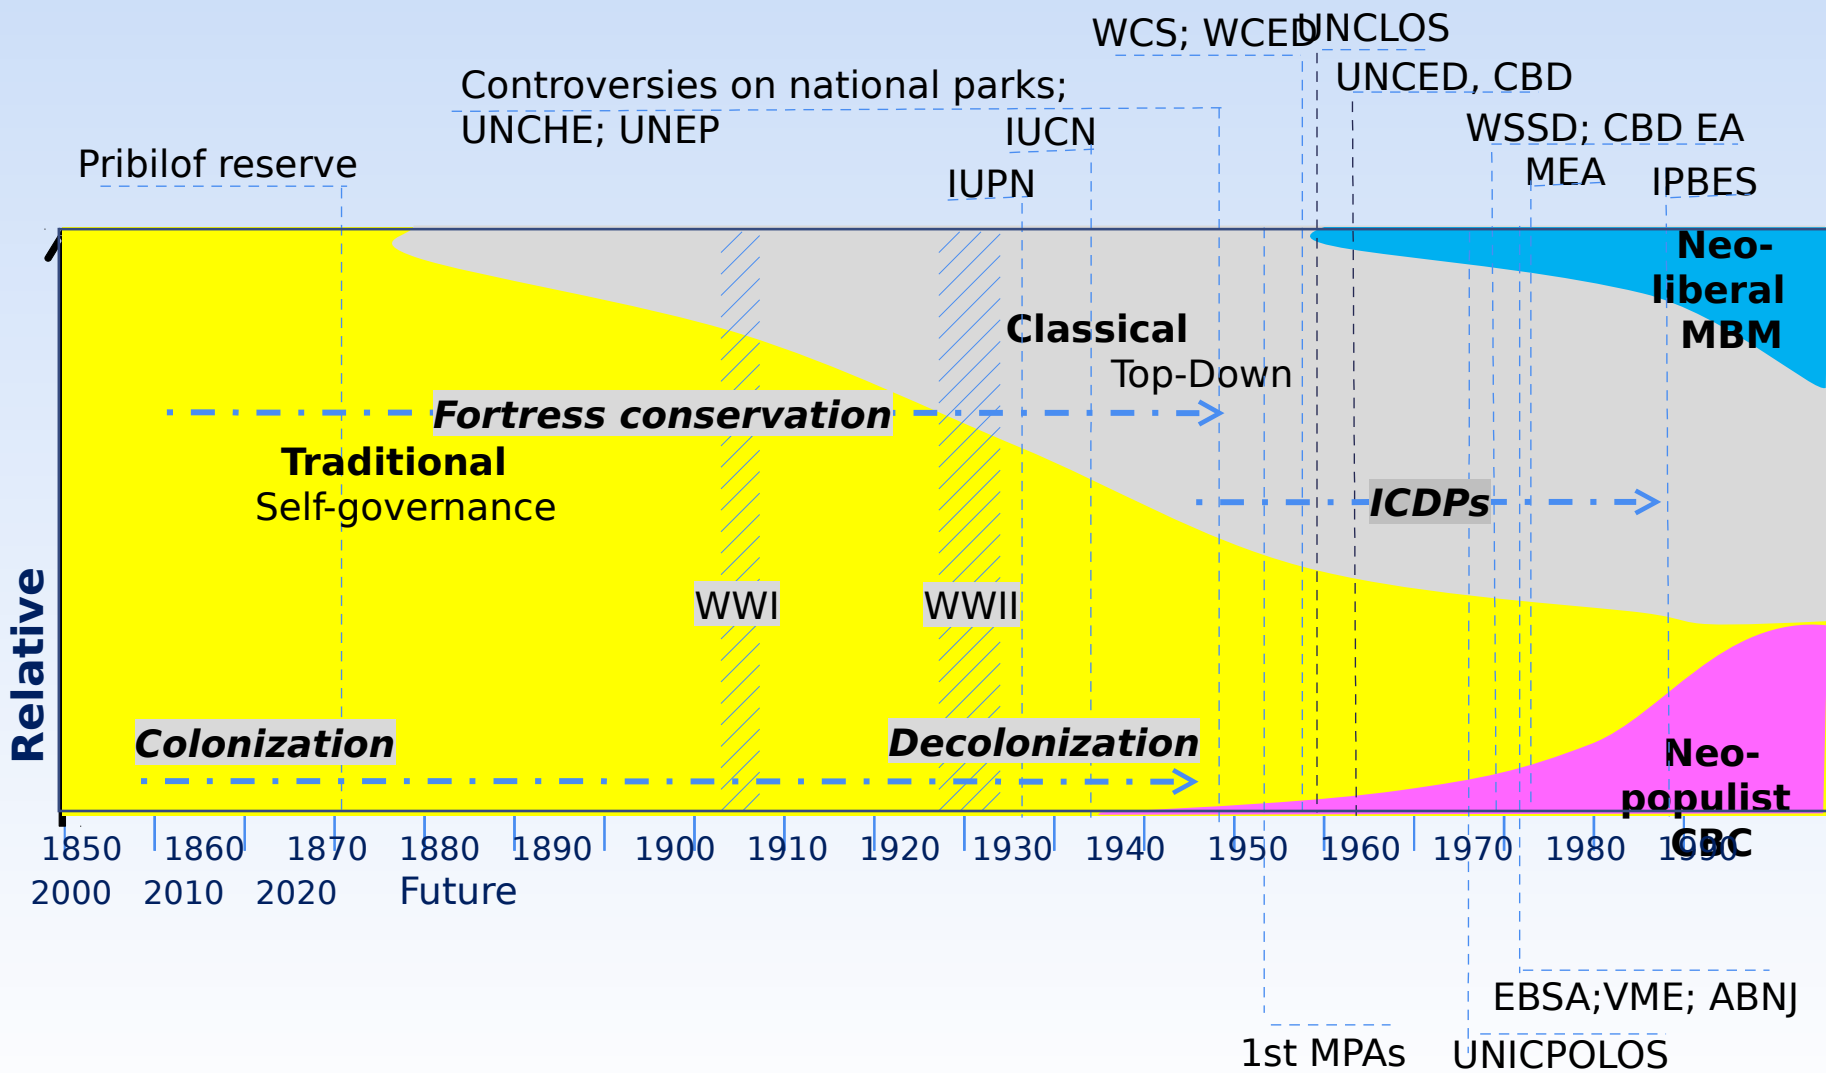 WCS; WCED
UNCLOS
Controversies on national parks;
UNCHE; UNEP
UNCED, CBD
IUCN
WSSD; CBD EA
Pribilof reserve
IUPN
MEA
IPBES
Neo-
liberal
MBM
Classical
Top-Down
Fortress conservation
Traditional
Self-governance
ICDPs
WWI
WWII
Relative
Colonization
Decolonization
Neo-
populist
CBC
1850 1860 1870 1880 1890 1900 1910 1920 1930 1940 1950 1960 1970 1980 1990
2000 2010 2020 Future
EBSA;VME; ABNJ
1st MPAs
UNICPOLOS